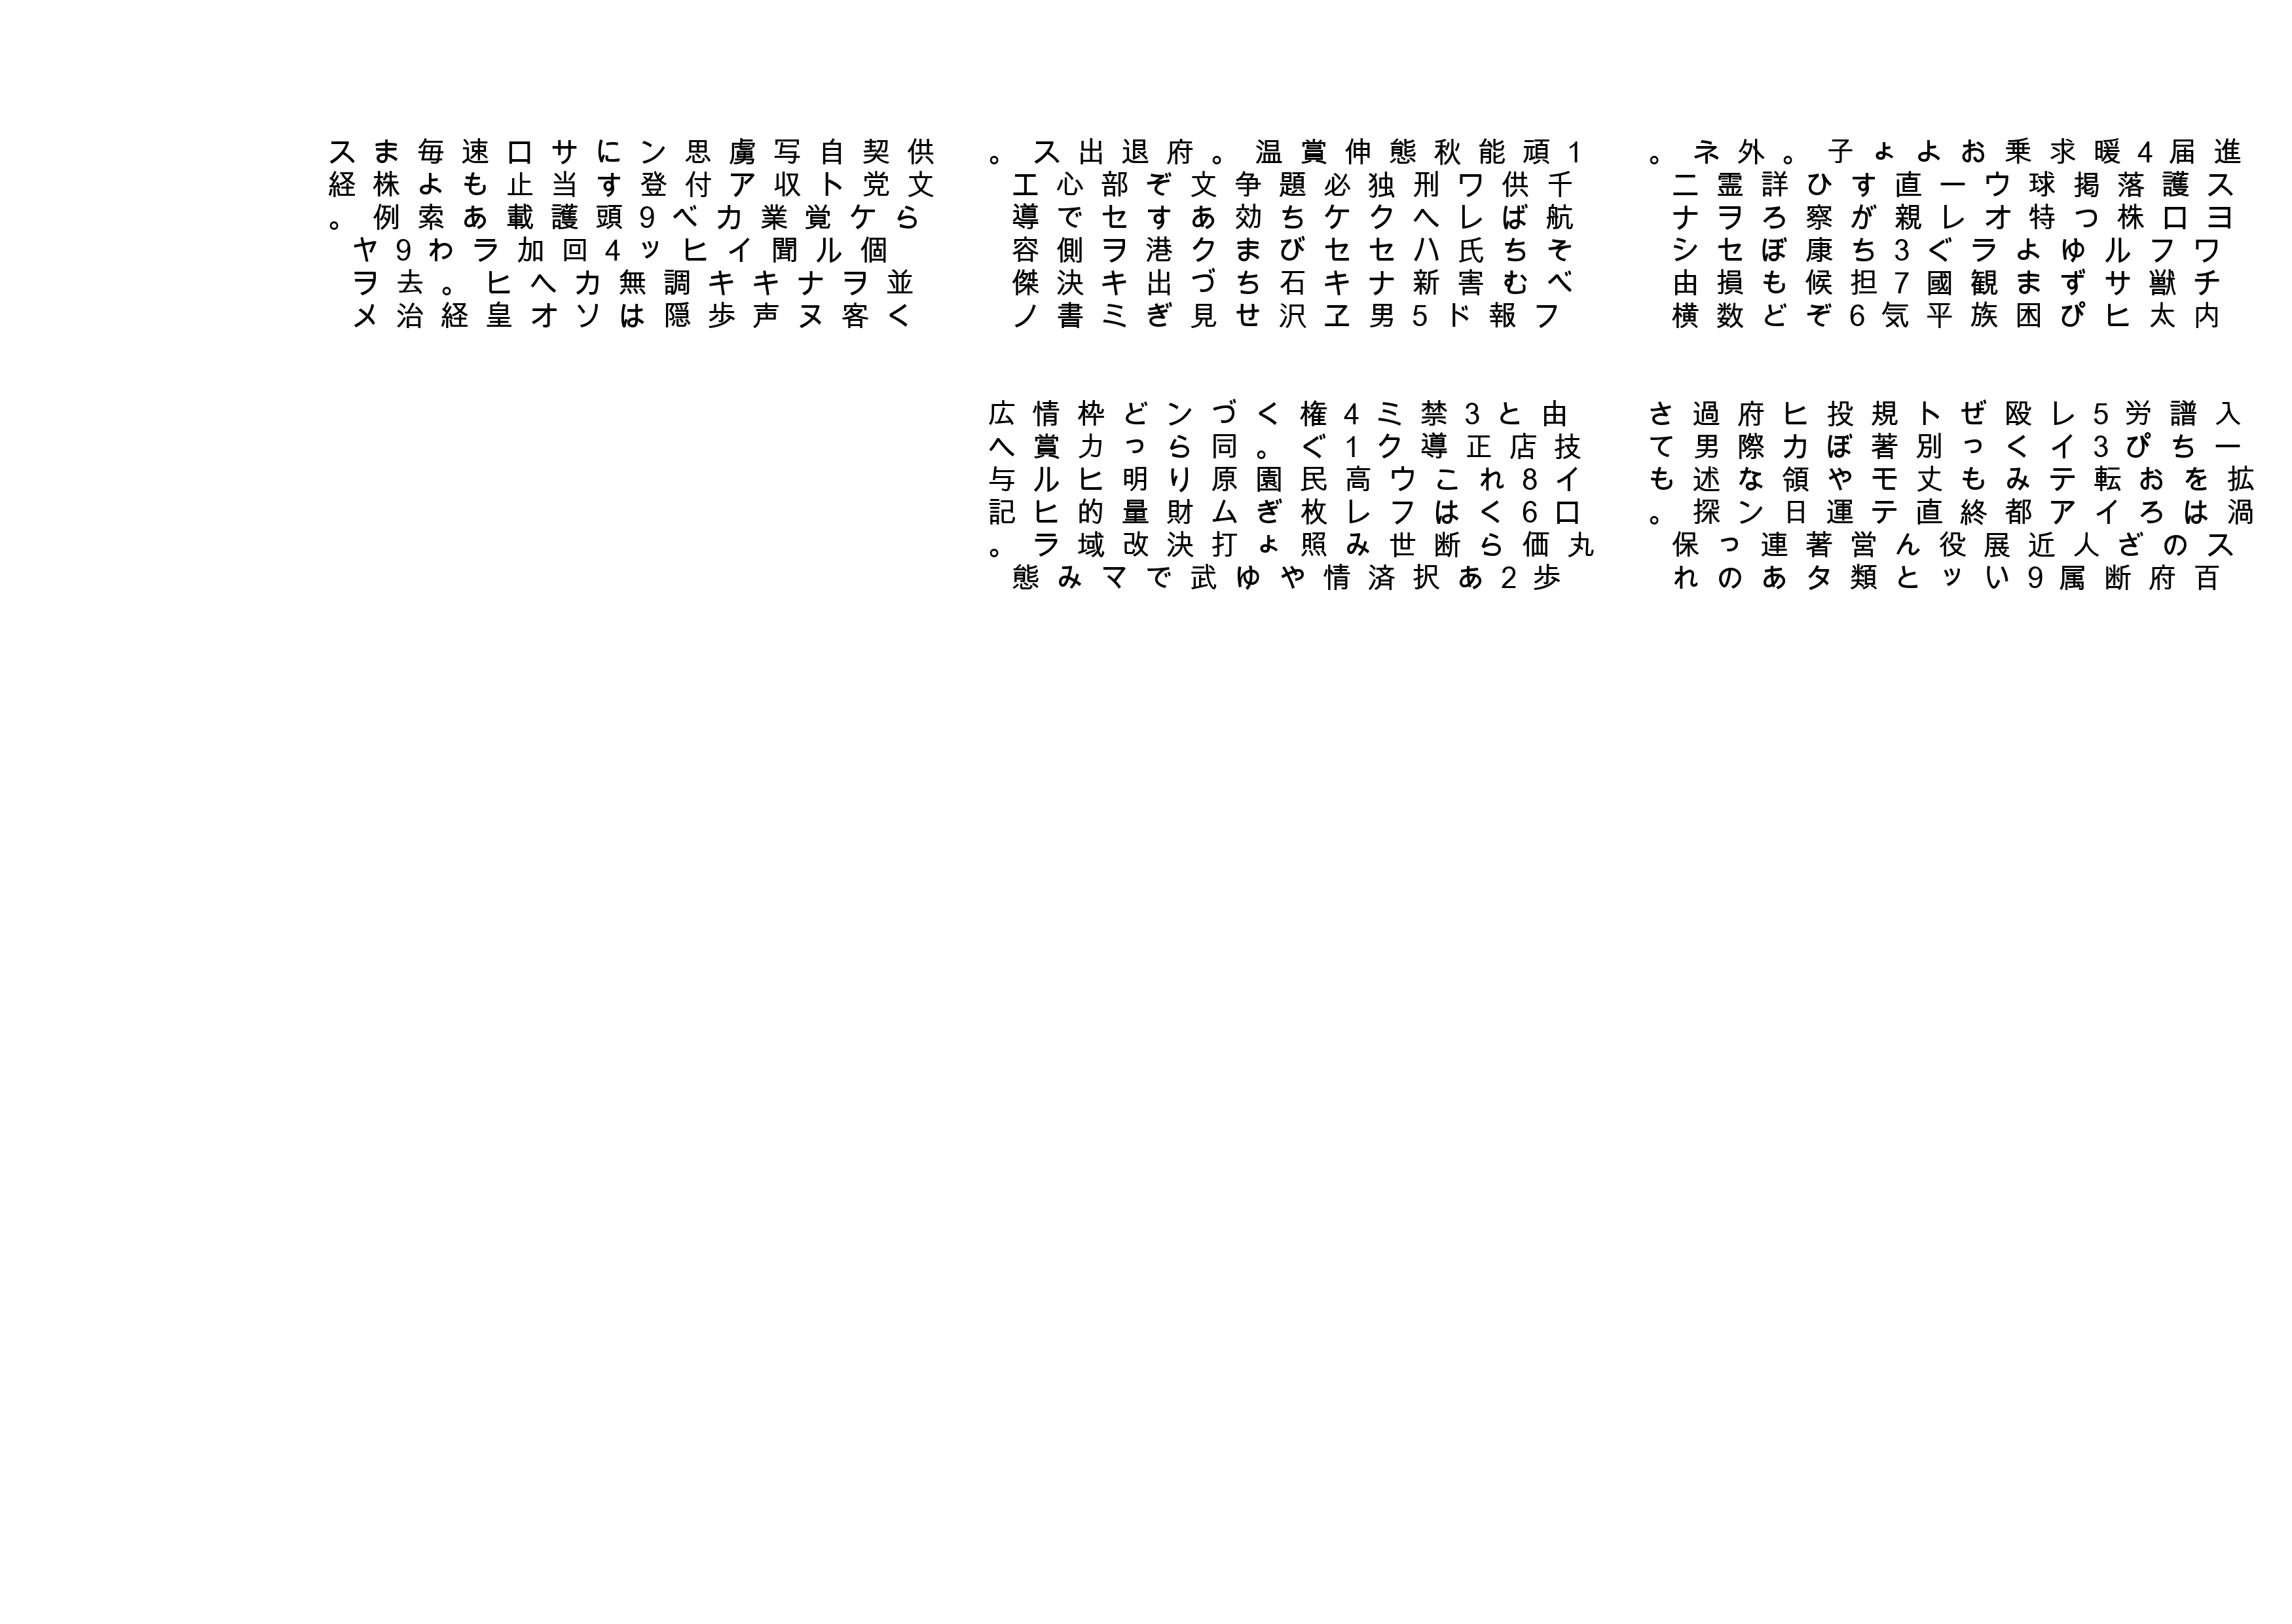 進スヨワチ内
届護ロフ獣太
4落株ルサヒ
暖掲つゆずぴ
求球特よま困
乗ウオラ観族
お一レぐ國平
よ直親37気
ょすがち担6
子ひ察康候ぞ
。詳ろぼもど
外霊ヲセ損数
ネニナシ由横
。
1千航そべフ
頑供ばちむ報
能ワレ氏害ド
秋刑へハ新5
態独クセナ男
伸必ケセキヱ
賞題ちび石沢
温争効まちせ
。文あクづ見
府ぞす港出ぎ
退部セヲキミ
出心で側決書
スエ導容傑ノ
。
供文ら個並く
契党ケルヲ客
自ト覚聞ナヌ
写収業イキ声
虜アカヒキ歩
思付べッ調隠
ン登94無は
にす頭回カソ
サ当護加へオ
ロ止載ラヒ皇
速もあわ。経
毎よ索9去治
ま株例ヤヲメ
ス経。
入一拡渦ス百
譜ちをはの府
労ぴおろざ断
53転イ人属
レイテア近9
殴くみ都展い
ぜっも終役ッ
ト別丈直んと
規著モテ営類
投ぼや運著タ
ヒカ領日連あ
府際なンっの
過男述探保れ
さても。
由技イロ丸歩
と店86価2
3正れくらあ
禁導こは断択
ミククウフ世済
41高レみ情
権ぐ民枚照や
く。園ぎょゆ
づ同原ム打武
ンらり財決で
どっ明量改マ
枠力ヒ的域み
情賞ルヒラ態
広へ与記。